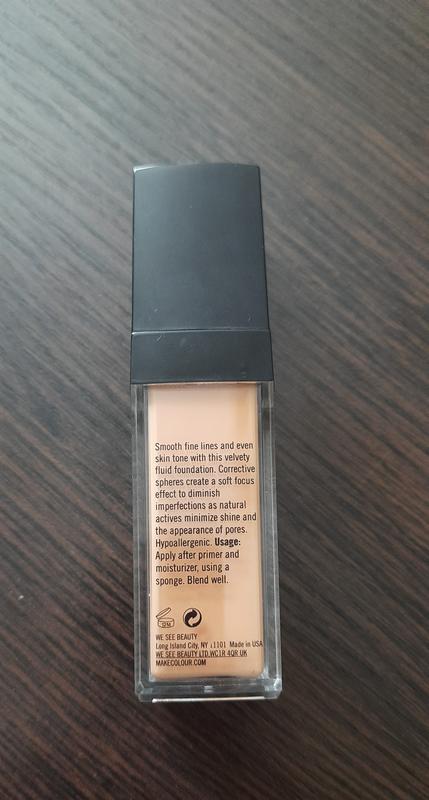 Smooth fine lines and even
skin tone with this velvety
fluid foundation. Corrective
spheres create a soft focus
effect to diminish
imperfections as natural
actives minimize shine and
the appearance of pores.
Hypoallergenic. Usage:
Apply after primer and
moisturizer, using a
sponge. Blend well.
WE SEE BEAUTY
Long Island City, NY 11101 Made in USA
WE SEE BEAUTY LTD.WC1R 4QR UK
MAKECOLOUR.COM